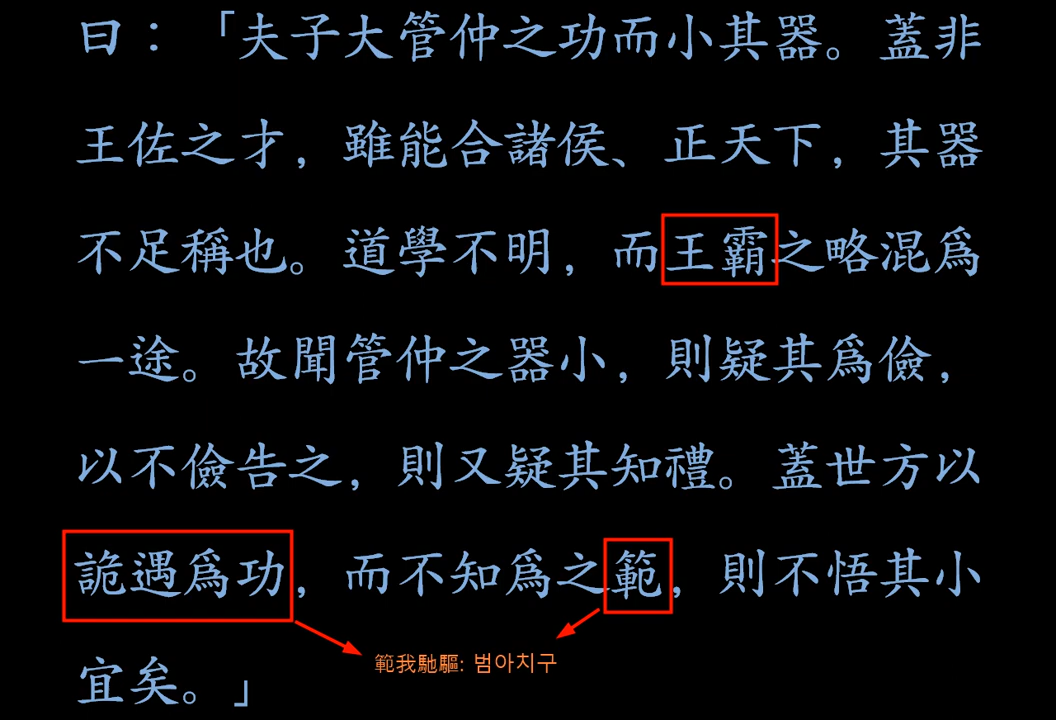 曰：「夫子大管仲之功而小其器。蓋非
王佐之才，雖能合諸侯、正天下，其器
不足稱也。道學不明，而王霸之略混爲
一途。故聞管仲之器小，則疑其爲儉，
以不儉告之，則又疑其知禮。蓋世方以
詭遇爲功，而不知爲之範，則不悟其小
範我馳驅: 범아치구
宜矣。」